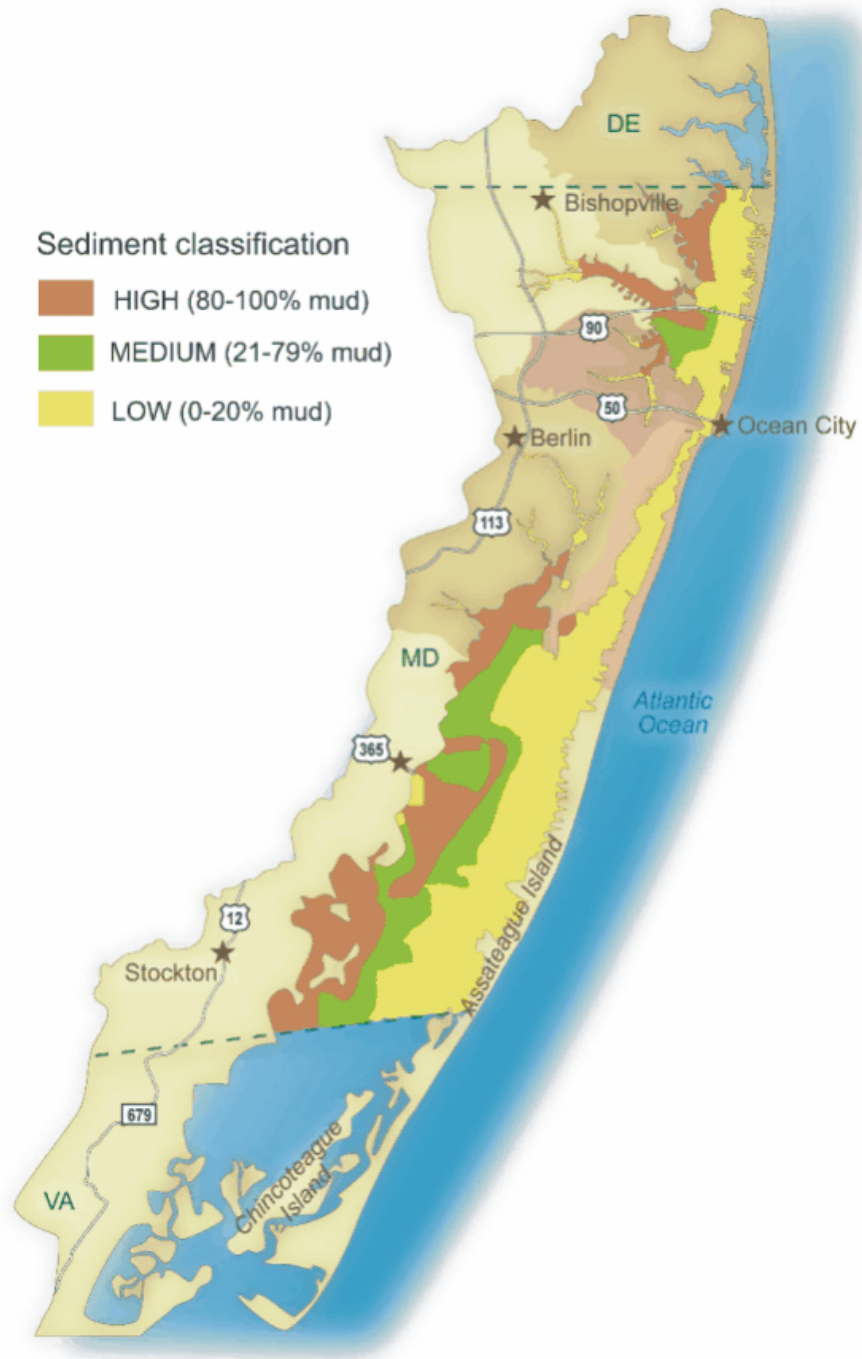 DE
Bishopville
Sediment classification
HIGH (80-100% mud)
MEDIUM (21-79% mud)
LOW (0-20% mud)
90
50
Ocean City
Berlin
113
MD
Atlantic
Ocean
365
Assateague Island
12
Stockton
679
Chincoteague
Island
VA